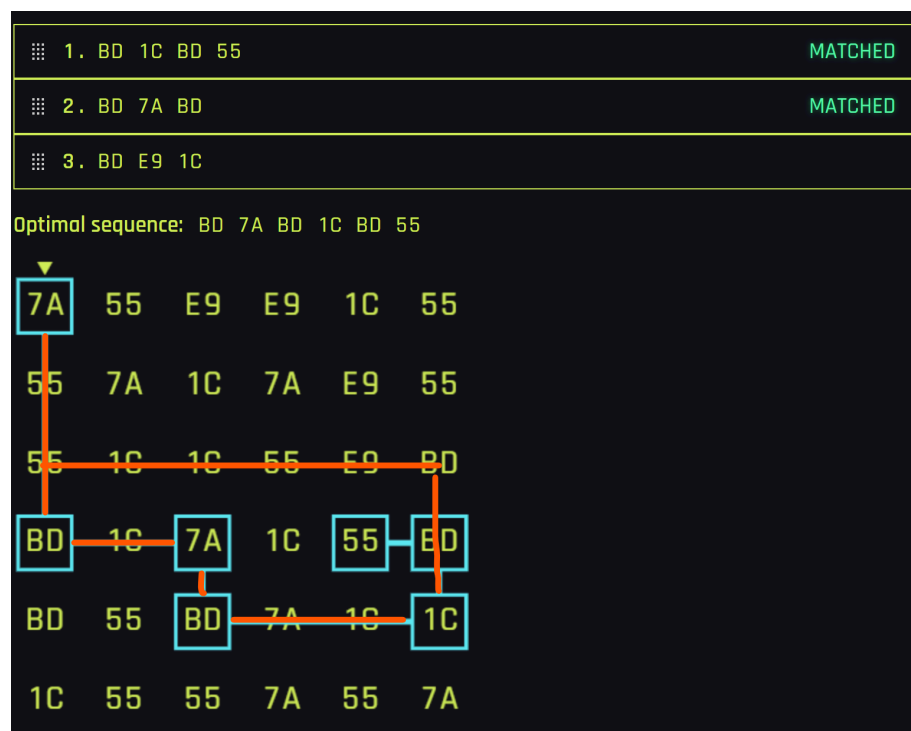 1. BD 1C BD 55 MATCHED
2. BD 7A BD MATCHED
3. BD E9 1C
Optimal sequence: BD 7A BD 1C BD 55
7A 55 E9 E9 1C 55
55 7A 1C 7A E9 55
55 1C 1C 55 E9 BD
BD 1C 7A 1C 55 BD
BD 55 BD 7A 1C 1C
1C 55 55 7A 55 7A